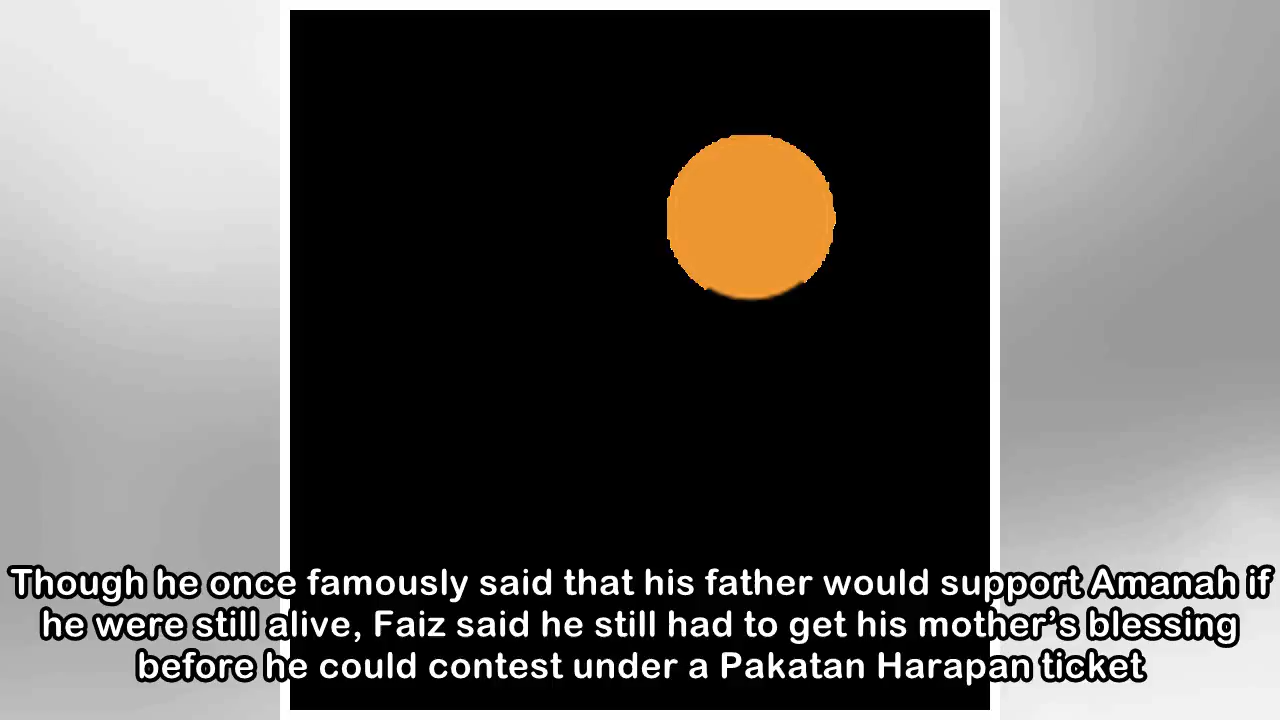 Though he once famously said that his father would support Amanah if
he were still alive, Faiz said he still had to get his mother’s blessing
before he could contest under a Pakatan Harapan ticket